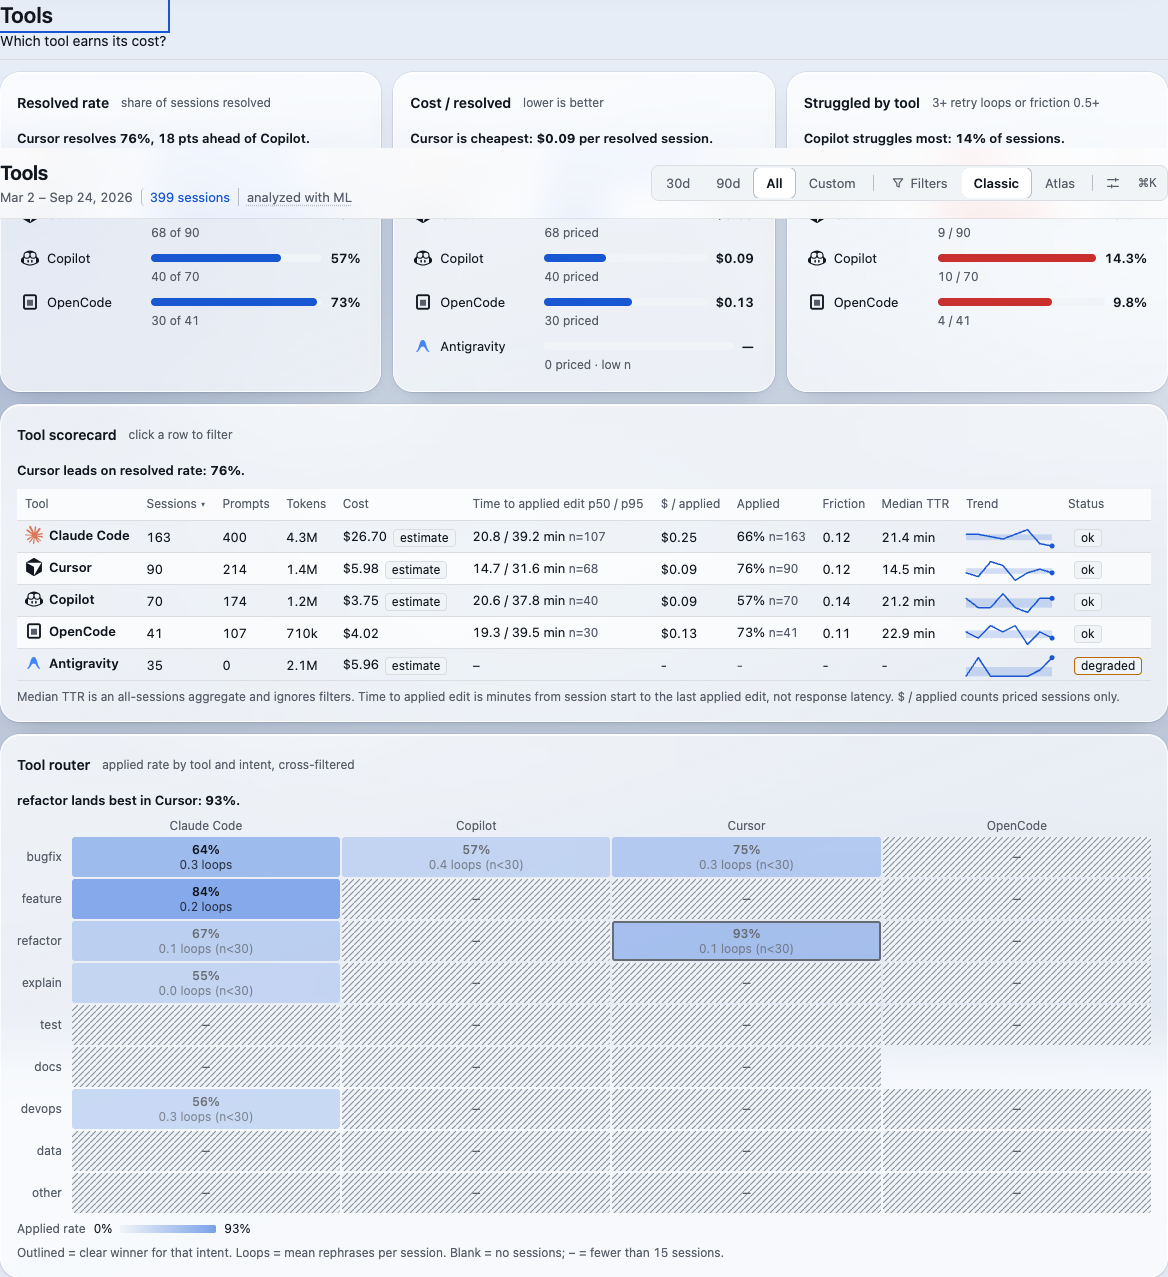 Tools
Which tool earns its cost?
Resolved rate share of sessions resolved
Cursor resolves 76%, 18 pts ahead of Copilot.
Cost / resolved lower is better
Cursor is cheapest: $0.09 per resolved session.
Struggled by tool 3+ retry loops or friction 0.5+
Copilot struggles most: 14% of sessions.
Tools
Mar 2 – Sep 24, 2026 399 sessions analyzed with ML
30d 90d All Custom Filters Classic Atlas ⌘K
68 of 90
Copilot 57%
40 of 70
OpenCode 73%
30 of 41
68 priced
Copilot $0.09
40 priced
OpenCode $0.13
30 priced
Antigravity –
0 priced · low n
9 / 90
Copilot 14.3%
10 / 70
OpenCode 9.8%
4 / 41
Tool scorecard click a row to filter
Cursor leads on resolved rate: 76%.
Tool Sessions ▾ Prompts Tokens Cost Time to applied edit p50 / p95 $ / applied Applied Friction Median TTR Trend Status
Claude Code 163 400 4.3M $26.70 estimate 20.8 / 39.2 min n=107 $0.25 66% n=163 0.12 21.4 min ok
Cursor 90 214 1.4M $5.98 estimate 14.7 / 31.6 min n=68 $0.09 76% n=90 0.12 14.5 min ok
Copilot 70 174 1.2M $3.75 estimate 20.6 / 37.8 min n=40 $0.09 57% n=70 0.14 21.2 min ok
OpenCode 41 107 710k $4.02 19.3 / 39.5 min n=30 $0.13 73% n=41 0.11 22.9 min ok
Antigravity 35 0 2.1M $5.96 estimate – - - - - degraded
Median TTR is an all-sessions aggregate and ignores filters. Time to applied edit is minutes from session start to the last applied edit, not response latency. $ / applied counts priced sessions only.
Tool router applied rate by tool and intent, cross-filtered
refactor lands best in Cursor: 93%.
Claude Code Copilot Cursor OpenCode
bugfix 64% 57% 75% –
0.3 loops 0.4 loops (n<30) 0.3 loops (n<30)
feature 84% – – –
0.2 loops
refactor 67% – 93% –
0.1 loops (n<30) 0.1 loops (n<30)
explain 55% – – –
0.0 loops (n<30)
test – – – –
docs – – –
devops 56% – – –
0.3 loops (n<30)
data – – – –
other – – – –
Applied rate 0% 93%
Outlined = clear winner for that intent. Loops = mean rephrases per session. Blank = no sessions; – = fewer than 15 sessions.